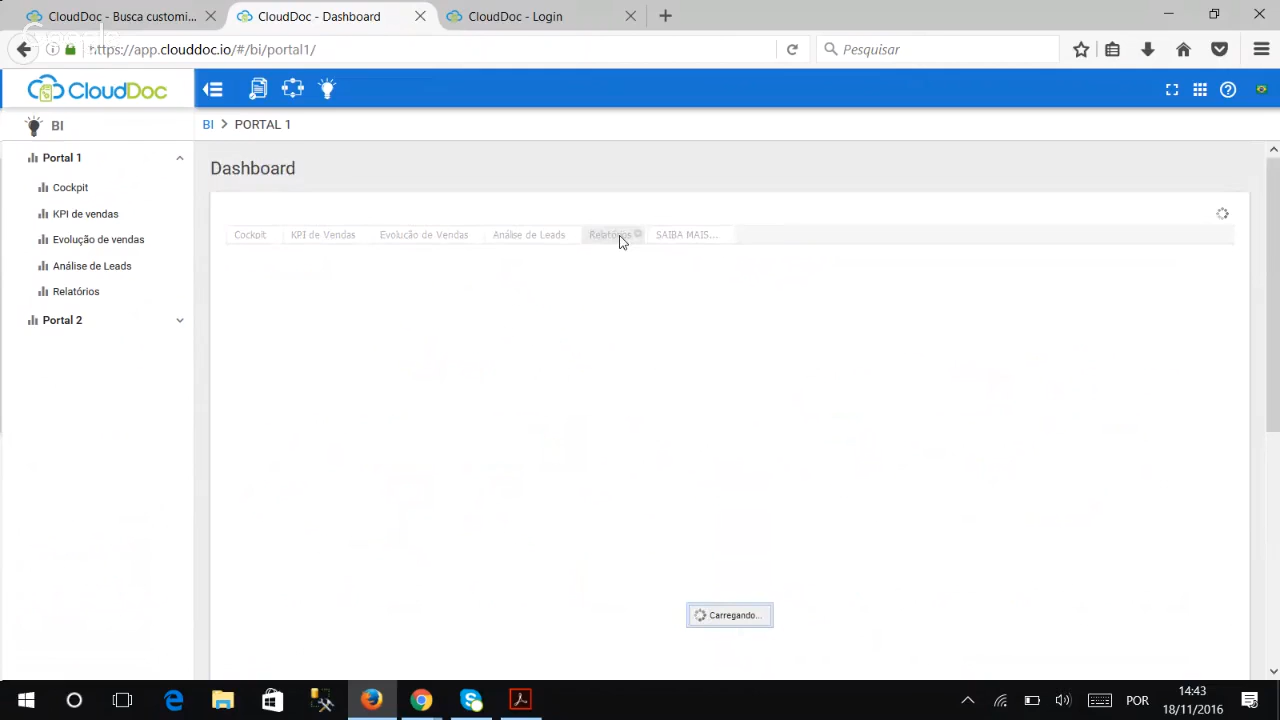 CloudDoc - Busca customi...
CloudDoc - Dashboard
CloudDoc - Login
Google
https://app.clouddoc.io/#/bi/portal1/
Pesquisar
CloudDoc
BI
BI > PORTAL 1
Portal 1
Cockpit
KPI de vendas
Evolução de vendas
Análise de Leads
Relatórios
Portal 2
Dashboard
Cockpit
KPI de Vendas
Evolução de Vendas
Análise de Leads
Relatórios
SAIBA MAIS...
Carregando...
POR
14:43
18/11/2016